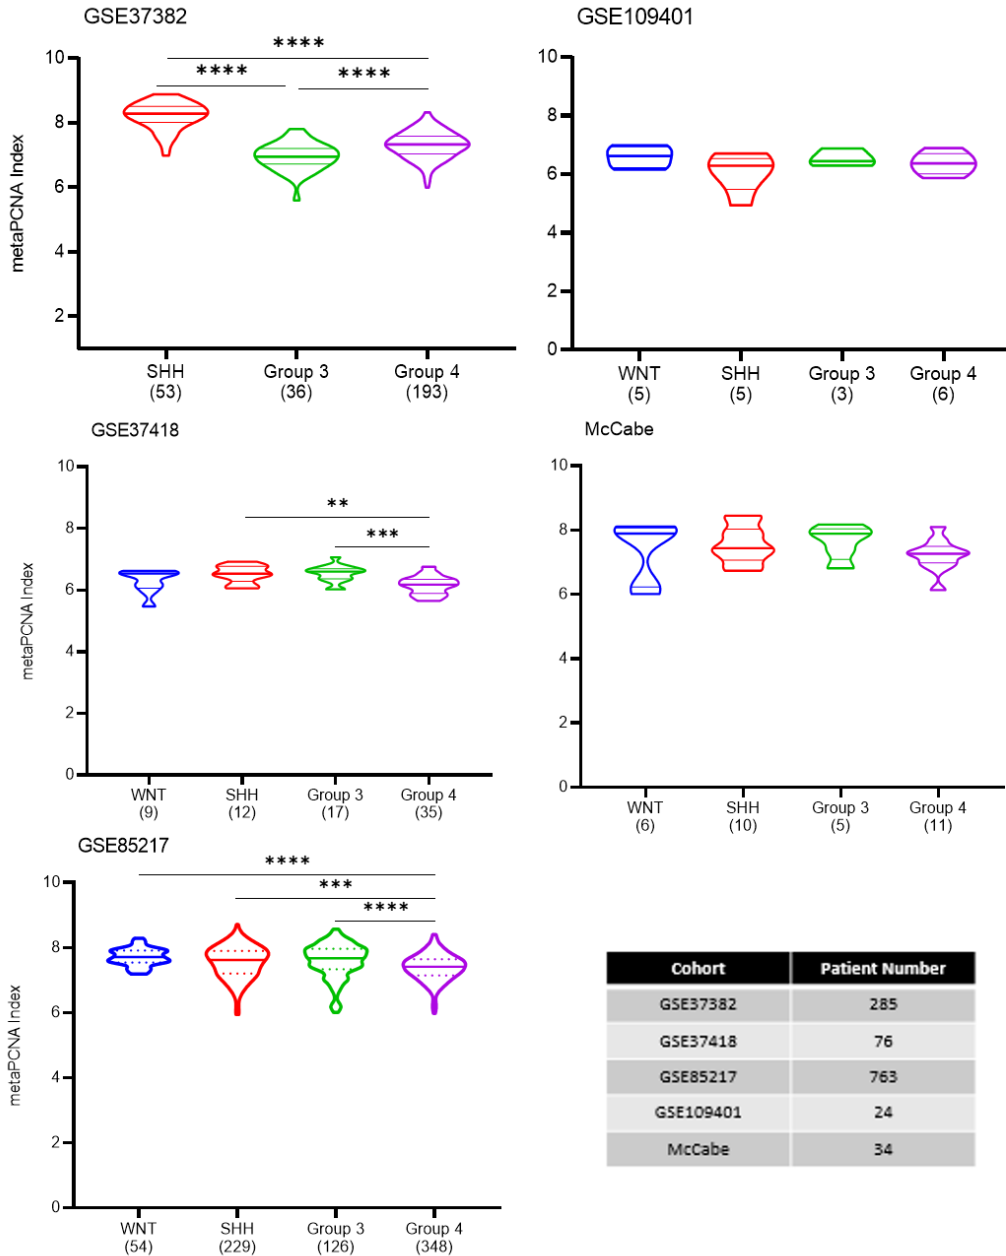 GSE37382
metaPCNA Index
10
8
6
4
2
****
****
****
SHH
(53)
Group 3
(36)
Group 4
(193)
GSE109401
10
8
6
4
2
0
WNT
(5)
SHH
(5)
Group 3
(3)
Group 4
(6)
GSE37418
metaPCNA Index
10
8
6
4
2
0
**
***
WNT
(9)
SHH
(12)
Group 3
(17)
Group 4
(35)
McCabe
10
8
6
4
2
0
WNT
(6)
SHH
(10)
Group 3
(5)
Group 4
(11)
GSE85217
metaPCNA Index
10
8
6
4
2
0
****
***
****
WNT
(54)
SHH
(229)
Group 3
(126)
Group 4
(348)
Cohort Patient Number
GSE37382 285
GSE37418 76
GSE85217 763
GSE109401 24
McCabe 34